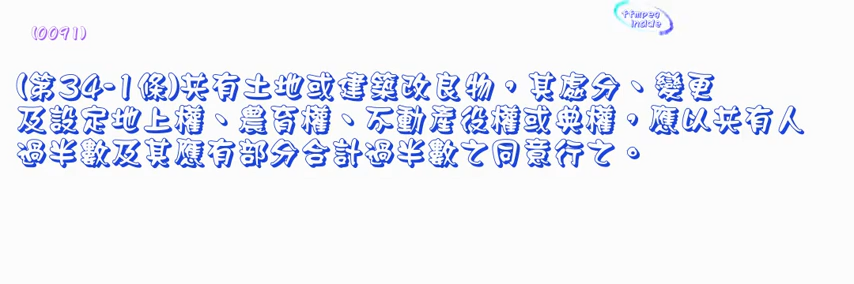 ffmpeg
inside
(0091)
(第34-1條)共有土地或建築改良物，其處分、變更
及設定地上權、農育權、不動產役權或典權，應以共有人
過半數及其應有部分合計過半數之同意行之。